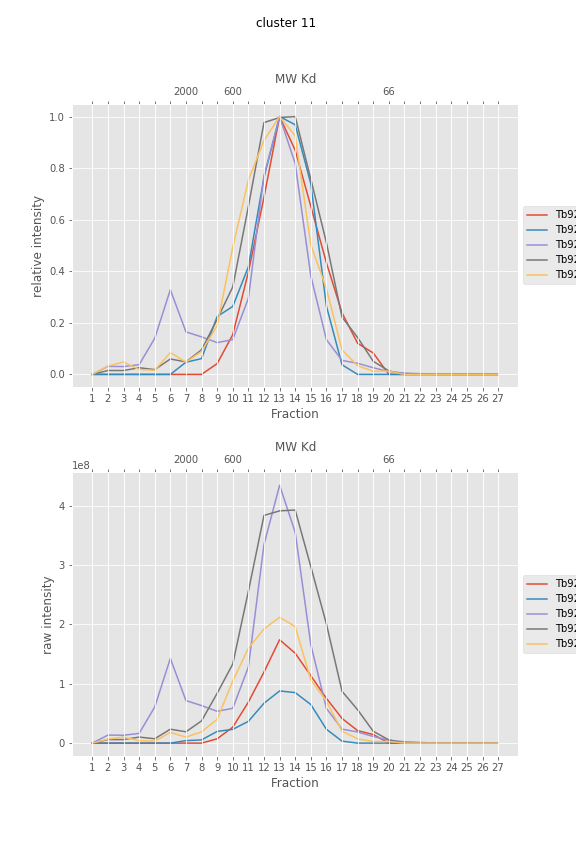 cluster 11
MW Kd
2000 600 66
1.0
0.8
0.6
0.4
0.2
0.0
relative intensity
1 2 3 4 5 6 7 8 9 10 11 12 13 14 15 16 17 18 19 20 21 22 23 24 25 26 27
Fraction
Tb92
Tb92
Tb92
Tb92
Tb92
MW Kd
2000 600 66
1e8
4
3
2
1
0
raw intensity
1 2 3 4 5 6 7 8 9 10 11 12 13 14 15 16 17 18 19 20 21 22 23 24 25 26 27
Fraction
Tb92
Tb92
Tb92
Tb92
Tb92